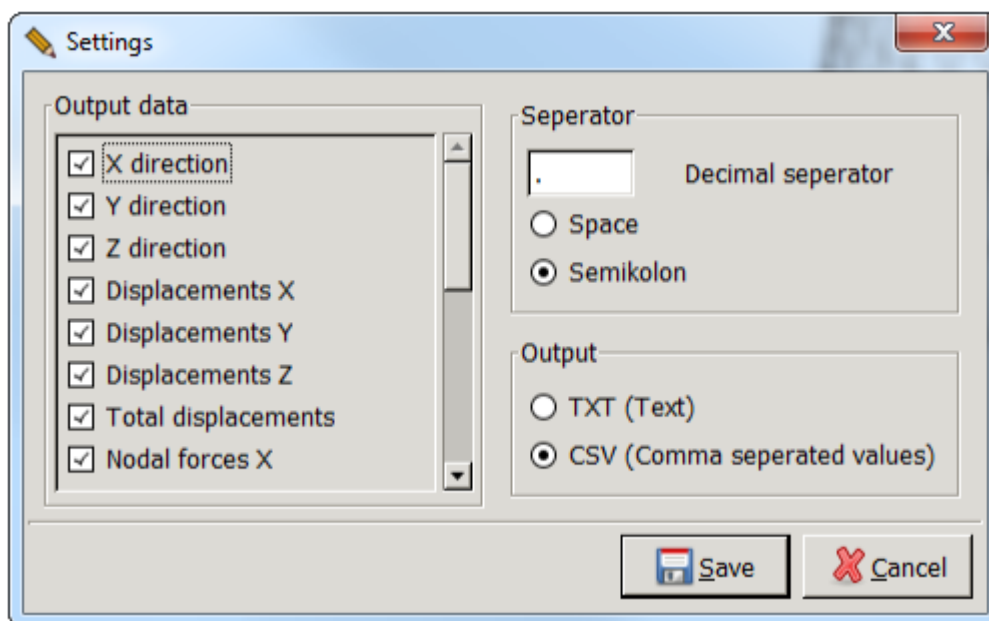 Settings
Output data
X direction
Y direction
Z direction
Displacements X
Displacements Y
Displacements Z
Total displacements
Nodal forces X
Seperator
. Decimal seperator
Space
Semikolon
Output
TXT (Text)
CSV (Comma seperated values)
Save
Cancel